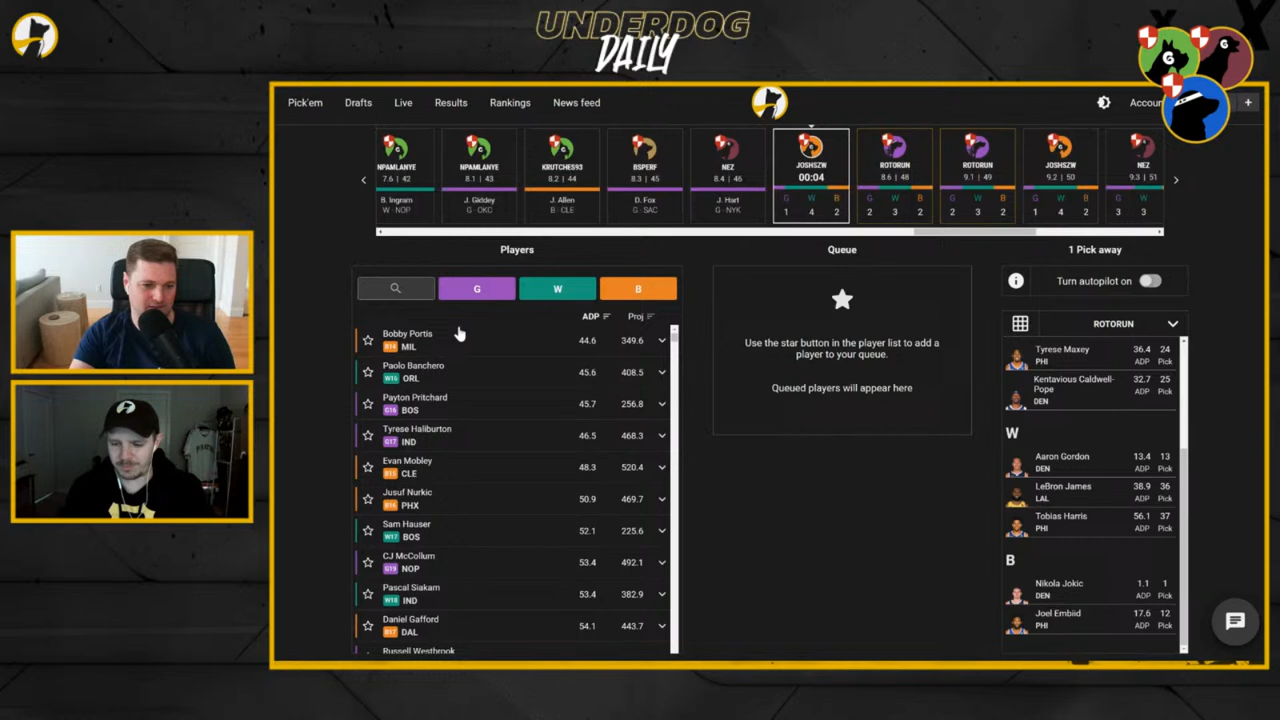 UNDERDOG
DAILY
Pick'em Drafts Live Results Rankings News feed
Accour
+
NPAMLANYE
7.6 | 42
B. Ingram
W - NOP
NPAMLANYE
8.1 | 43
J. Giddey
G - OKC
KRUTCHES93
8.2 | 44
J. Allen
B - CLE
BSPERF
8.3 | 45
D. Fox
G - SAC
NEZ
8.4 | 46
J. Hart
G - NYK
JOSHSZW
00:04
G W B
1 4 2
ROTORUN
8.6 | 48
G W B
2 3 2
ROTORUN
9.1 | 49
G W B
2 3 2
JOSHSZW
9.2 | 50
G W B
1 4 2
NEZ
9.3 | 51
G W
3 3
Players
Queue
1 Pick away
G W B
ADP Proj
Bobby Portis
B14 MIL
44.6 349.6
Paolo Banchero
W16 ORL
45.6 408.5
Payton Pritchard
G16 BOS
45.7 256.8
Tyrese Haliburton
G17 IND
46.5 468.3
Evan Mobley
B15 CLE
48.3 520.4
Jusuf Nurkic
B16 PHX
50.9 469.7
Sam Hauser
W17 BOS
52.1 225.6
CJ McCollum
G19 NOP
53.4 492.1
Pascal Siakam
W18 IND
53.4 382.9
Daniel Gafford
B17 DAL
54.1 443.7
Russell Westbrook
Use the star button in the player list to add a
player to your queue.
Queued players will appear here
Turn autopilot on
ROTORUN
Tyrese Maxey
PHI
36.4 24
ADP Pick
Kentavious Caldwell-
Pope
DEN
32.7 25
ADP Pick
W
Aaron Gordon
DEN
13.4 13
ADP Pick
LeBron James
LAL
38.9 36
ADP Pick
Tobias Harris
PHI
56.1 37
ADP Pick
B
Nikola Jokic
DEN
1.1 1
ADP Pick
Joel Embiid
PHI
17.6 12
ADP Pick